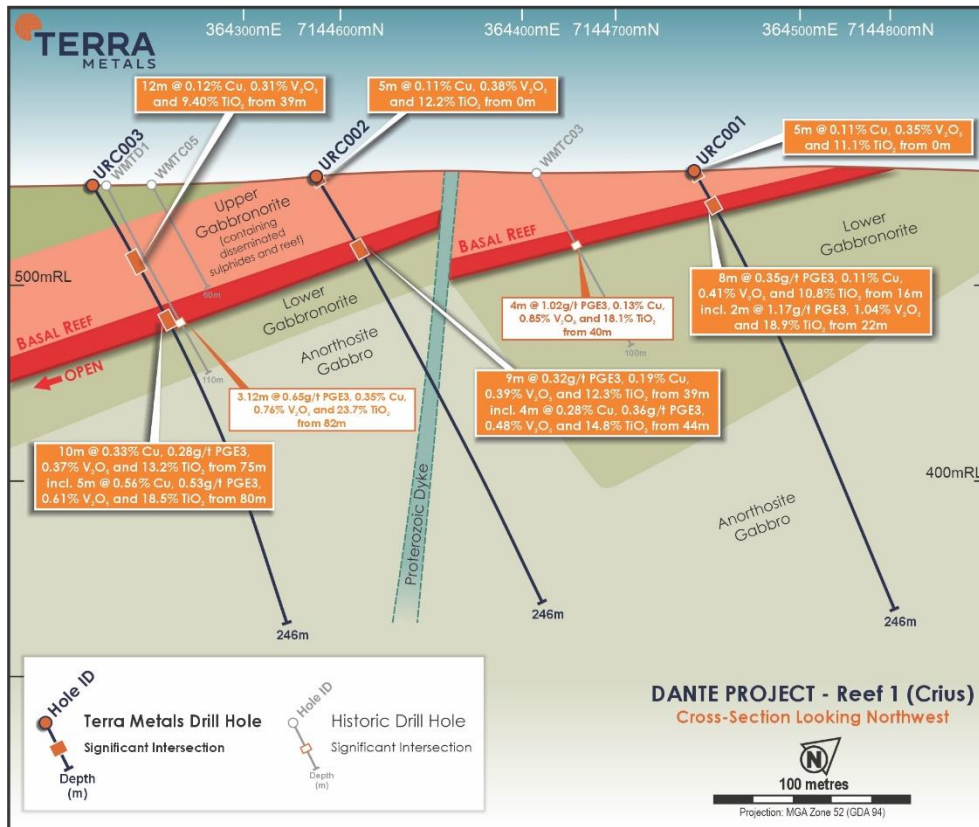 TERRA
METALS
364300mE 7144600mN
364400mE 7144700mN
364500mE 7144800mN
12m @ 0.12% Cu, 0.31% V₂O₅
and 9.40% TiO₂ from 39m
5m @ 0.11% Cu, 0.38% V₂O₅
and 12.2% TiO₂ from 0m
5m @ 0.11% Cu, 0.35% V₂O₅
and 11.1% TiO₂ from 0m
URC003
WMTD1
WMTC05
URC002
WMTC03
URC001
Upper
Gabbronorite
(containing
disseminated
sulphides and reef)
60m
BASAL REEF
Lower
Gabbronorite
500mRL
BASAL REEF
OPEN
Lower
Gabbronorite
Anorthosite
Gabbro
110m
100m
4m @ 1.02g/t PGE3, 0.13% Cu,
0.85% V₂O₅ and 18.1% TiO₂
from 40m
8m @ 0.35g/t PGE3, 0.11% Cu,
0.41% V₂O₅ and 10.8% TiO₂ from 16m
incl. 2m @ 1.17g/t PGE3, 1.04% V₂O₅
and 18.9% TiO₂ from 22m
3.12m @ 0.65g/t PGE3, 0.35% Cu,
0.76% V₂O₅ and 23.7% TiO₂
from 82m
9m @ 0.32g/t PGE3, 0.19% Cu,
0.39% V₂O₅ and 12.3% TiO₂ from 39m
incl. 4m @ 0.28% Cu, 0.36g/t PGE3,
0.48% V₂O₅ and 14.8% TiO₂ from 44m
10m @ 0.33% Cu, 0.28g/t PGE3,
0.37% V₂O₅ and 13.2% TiO₂ from 75m
incl. 5m @ 0.56% Cu, 0.53g/t PGE3,
0.61% V₂O₅ and 18.5% TiO₂ from 80m
400mRL
Proterozoic Dyke
Anorthosite
Gabbro
246m
246m
246m
Hole ID
Terra Metals Drill Hole
Significant Intersection
Depth
(m)
Hole ID
Historic Drill Hole
Significant Intersection
Depth
(m)
DANTE PROJECT - Reef 1 (Crius)
Cross-Section Looking Northwest
N
100 metres
Projection: MGA Zone 52 (GDA 94)